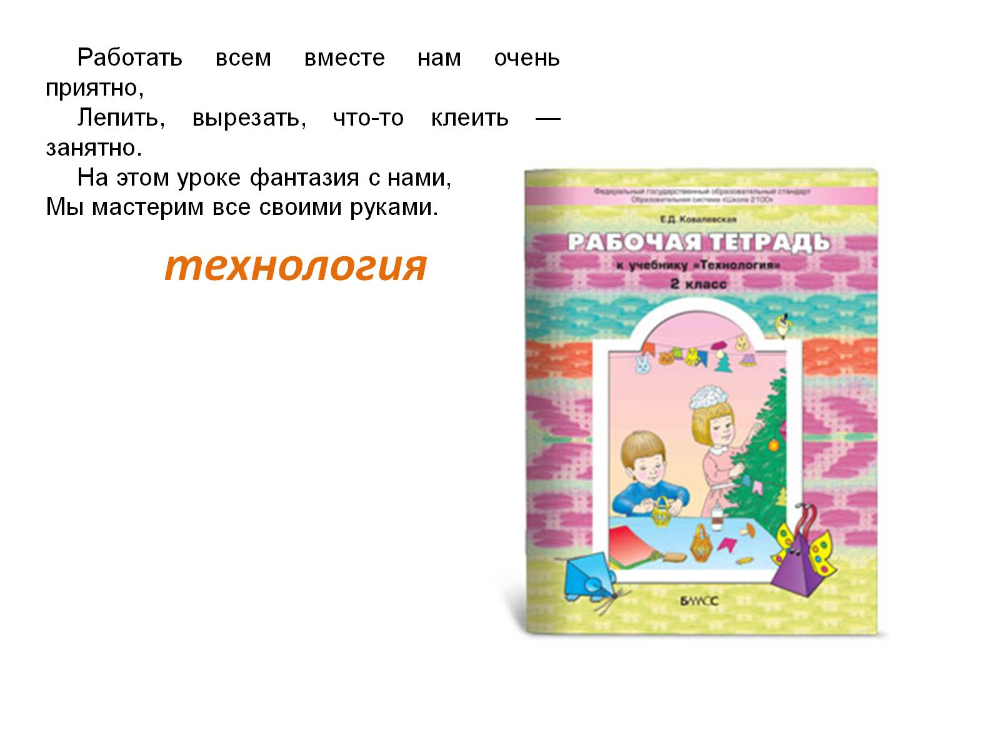 Работать всем вместе нам очень
приятно,
Лепить, вырезать, что-то клеить —
занятно.
На этом уроке фантазия с нами,
Мы мастерим все своими руками.
технология
Федеральный государственный образовательный стандарт
Образовательная система «Школа 2100»
Е.Д. Ковалевская
РАБОЧАЯ ТЕТРАДЬ
к учебнику «Технология»
2 класс
БАЛАСС